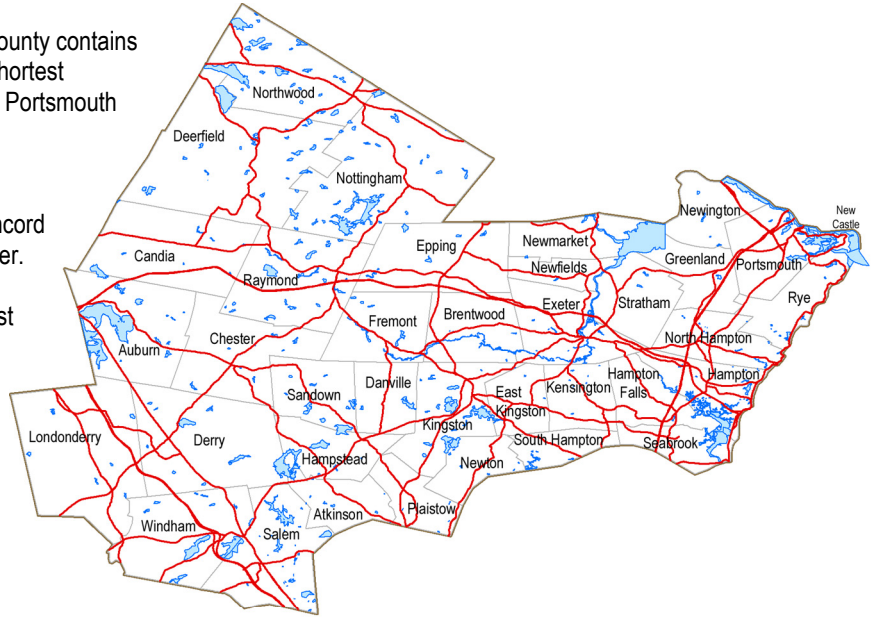 ounty contains
hortest
Portsmouth
ncord
er.
st
Northwood
Deerfield
Nottingham
Newington
New
Castle
Epping
Newmarket
Candia
Greenland
Portsmouth
Newfields
Raymond
Rye
Exeter
Stratham
Brentwood
Fremont
Chester
North Hampton
Auburn
Hampton
Hampton
Falls
Danville
Kensington
Sandown
East
Kingston
Kingston
Londonderry
Derry
South Hampton
Seabrook
Hampstead
Newton
Plaistow
Atkinson
Windham
Salem